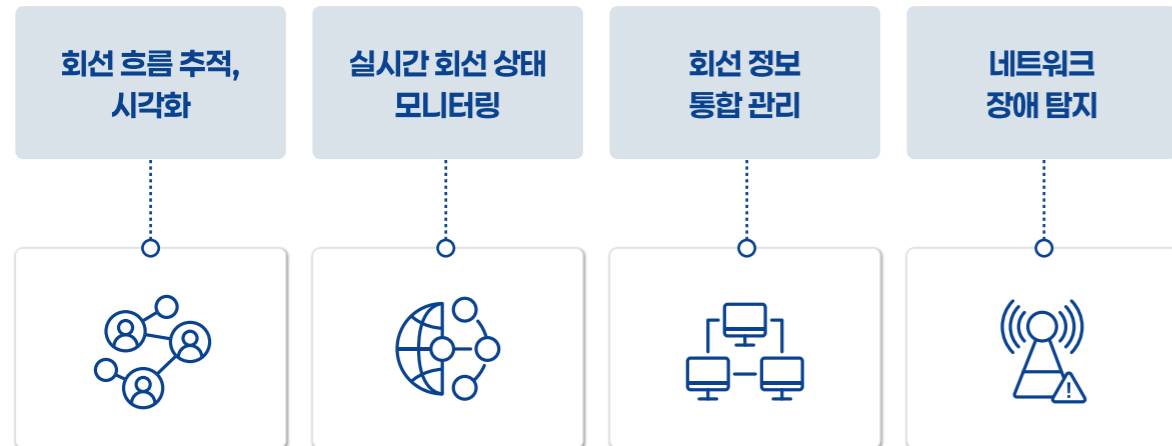 회선 흐름 추적,
시각화
실시간 회선 상태
모니터링
회선 정보
통합 관리
네트워크
장애 탐지
!